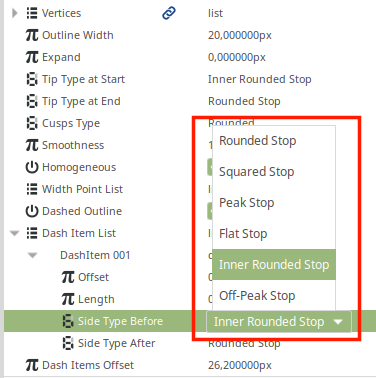 Vertices list
Outline Width 20,000000px
Expand 0,000000px
Tip Type at Start Inner Rounded Stop
Tip Type at End Rounded Stop
Cusps Type Rounded
Smoothness
Homogeneous
Width Point List
Dashed Outline
Dash Item List
DashItem 001
Offset
Length
Side Type Before Inner Rounded Stop
Side Type After Rounded Stop
Dash Items Offset 26,200000px
Rounded Stop
Squared Stop
Peak Stop
Flat Stop
Inner Rounded Stop
Off-Peak Stop